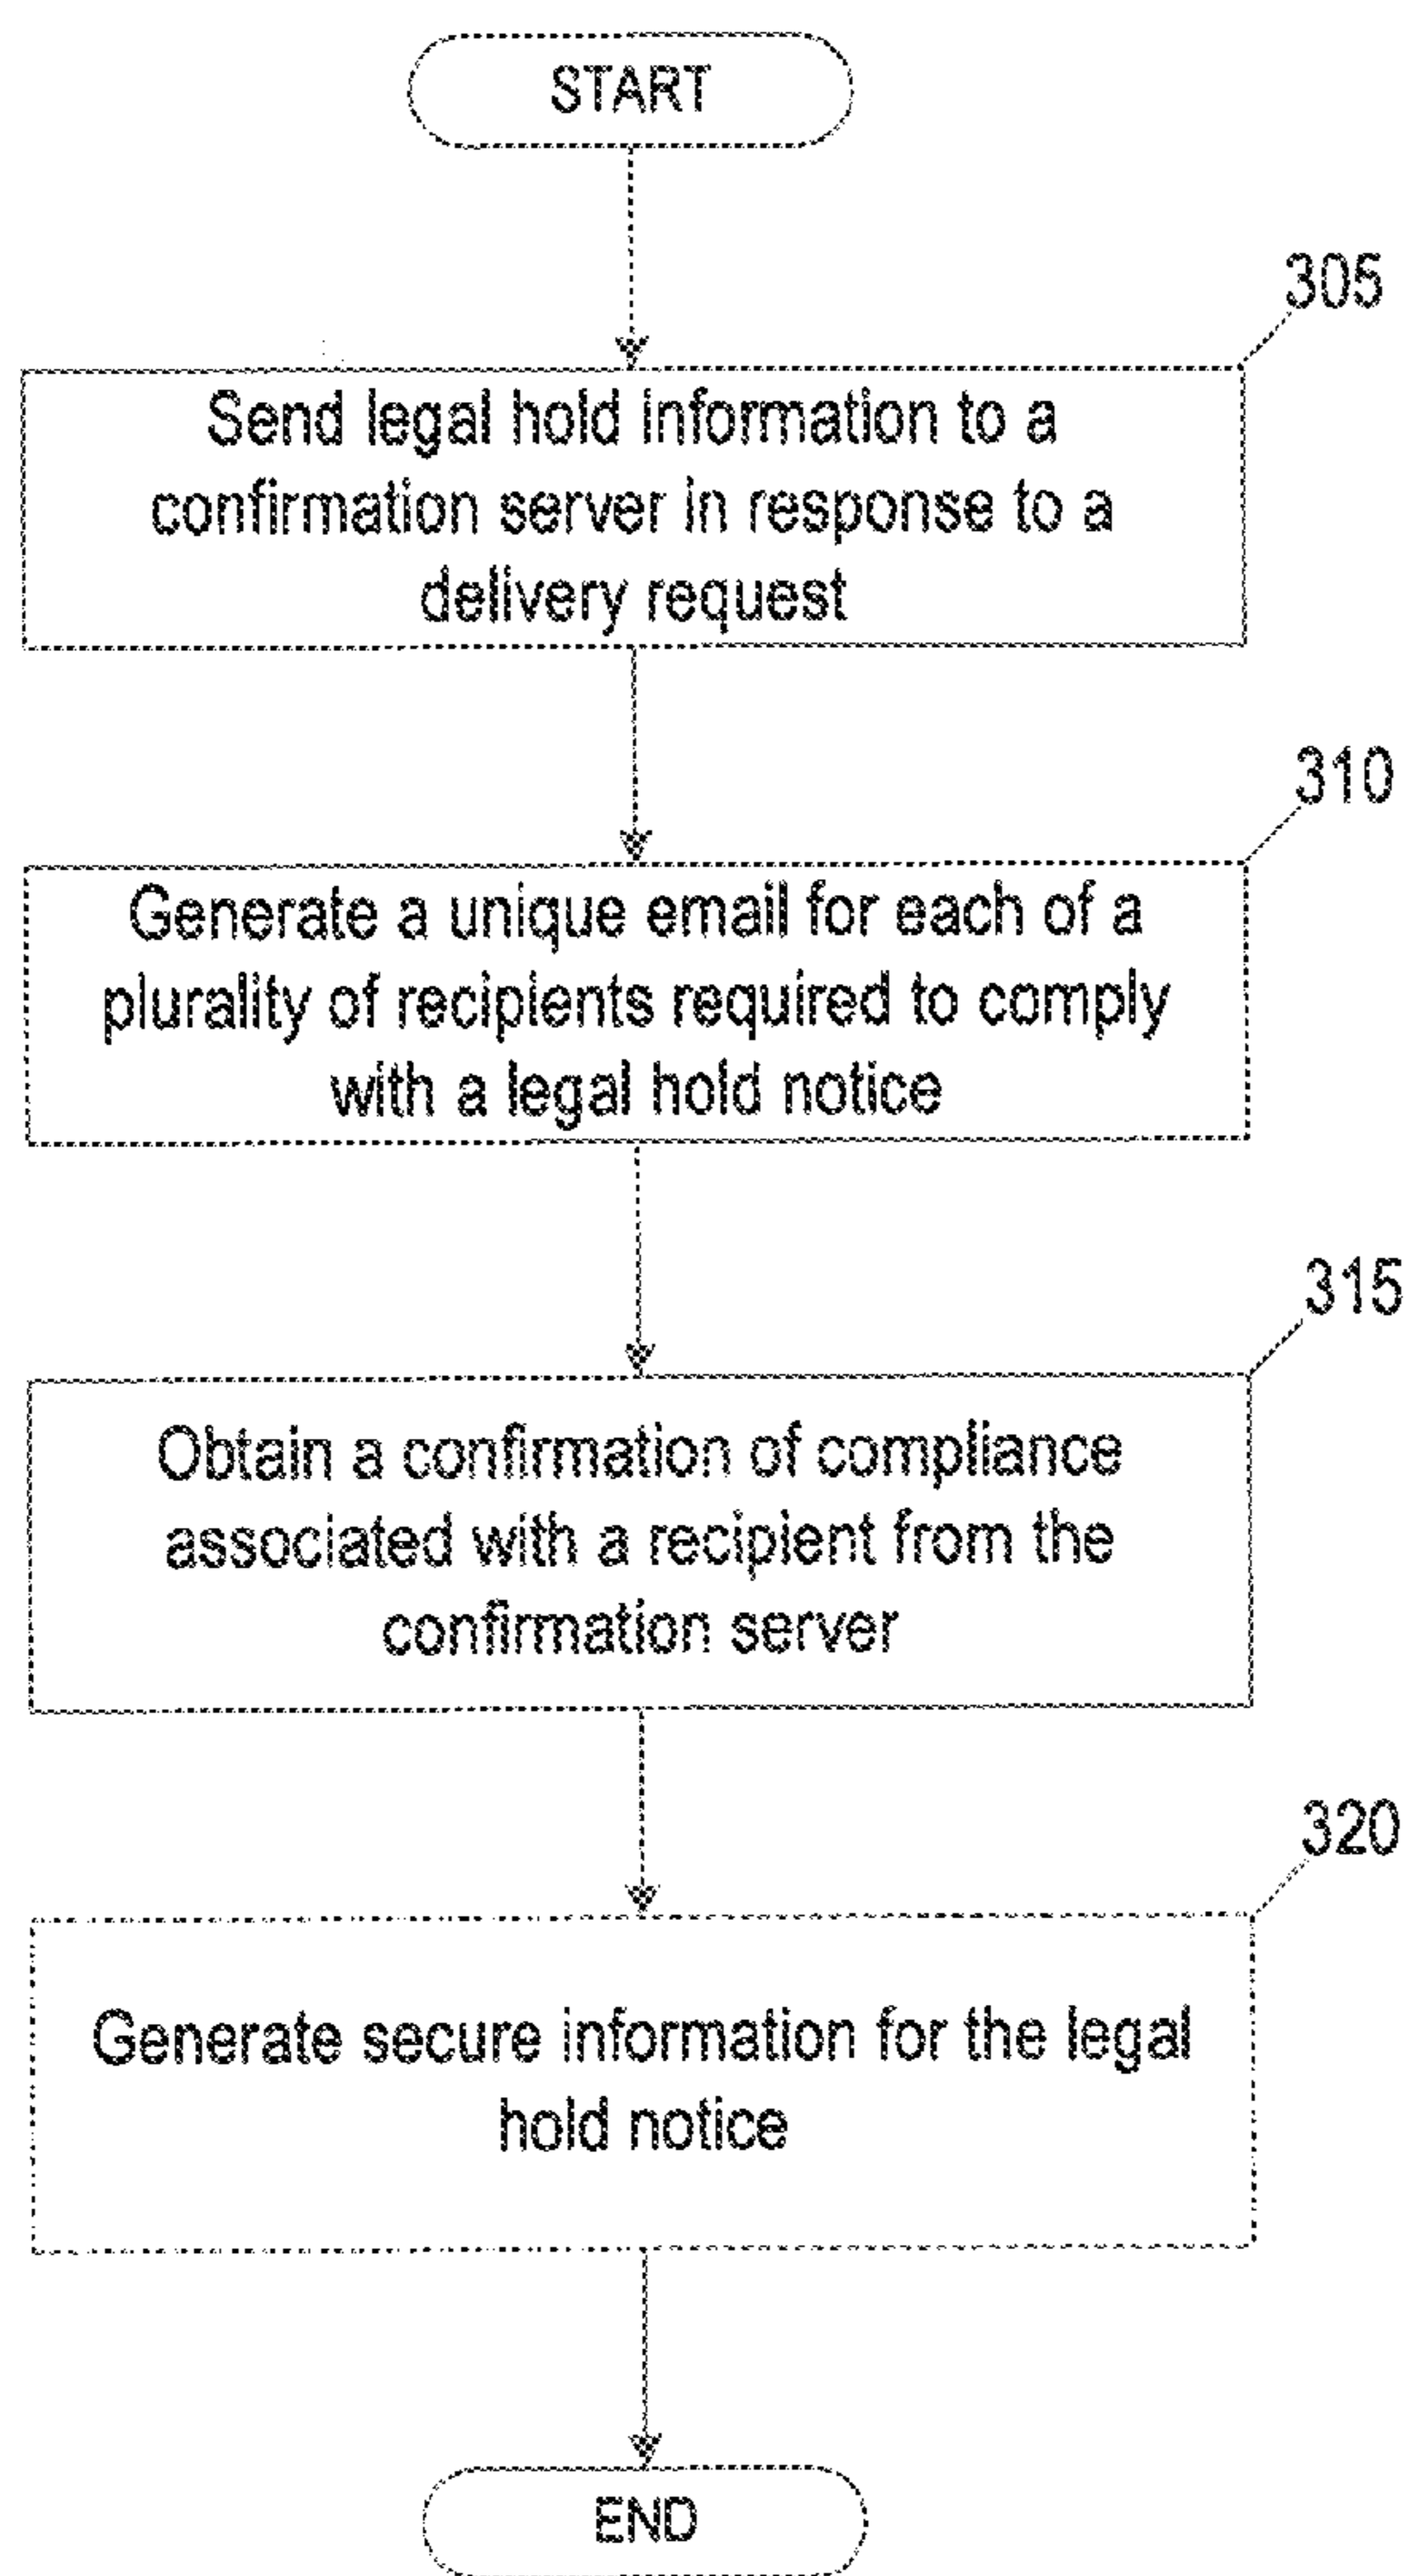 START
305
Send legal hold information to a
confirmation server in response to a
delivery request
310
Generate a unique email for each of a
plurality of recipients required to comply
with a legal hold notice
315
Obtain a confirmation of compliance
associated with a recipient from the
confirmation server
320
Generate secure information for the legal
hold notice
END